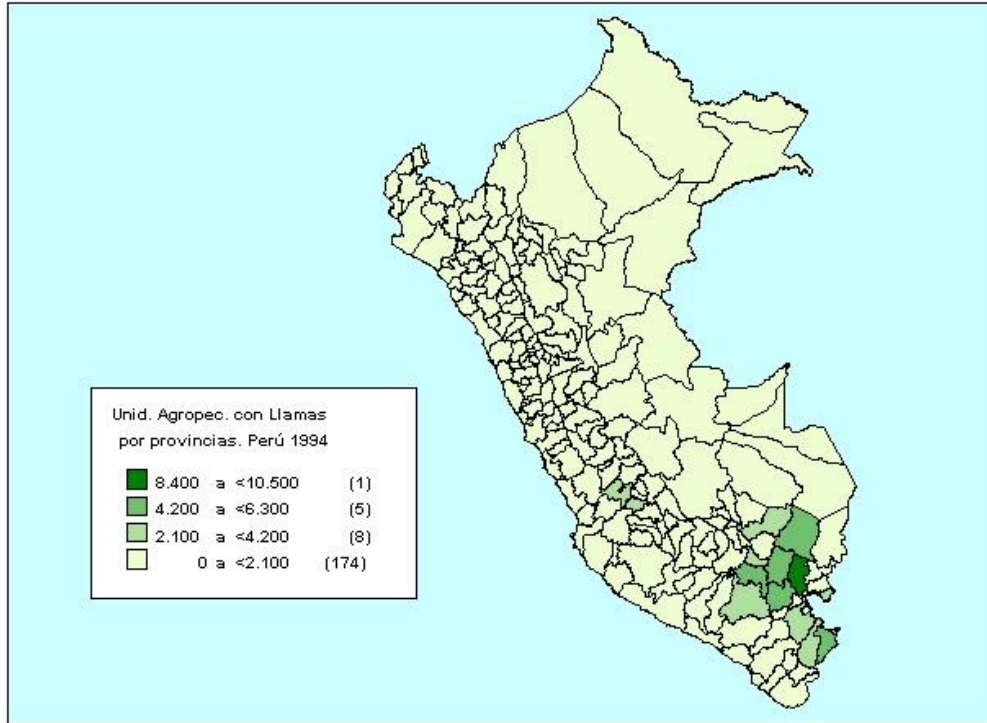 Unid. Agropec. con Llamas
por provincias. Perú 1994
8.400 a <10.500 (1)
4.200 a <6.300 (5)
2.100 a <4.200 (8)
0 a <2.100 (174)